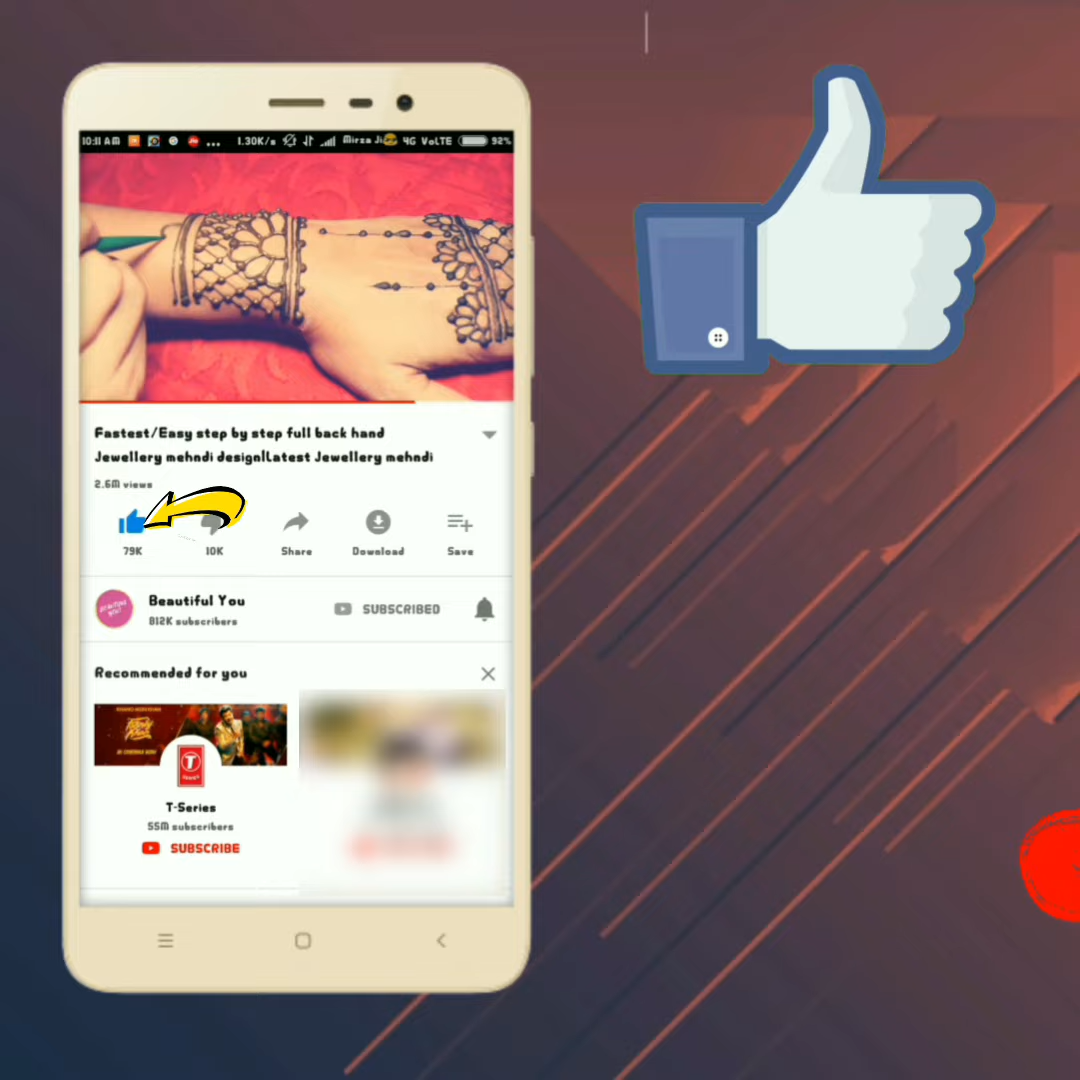 10:11 AM ... 1.30K/s Mirza Ji 4G VoLTE 92%
Fastest/Easy step by step full back hand
Jewellery mehndi design|Latest Jewellery mehndi
2.6M views
79K 10K Share Download Save
Beautiful You
812K subscribers
SUBSCRIBED
Recommended for you
T-Series
55M subscribers
SUBSCRIBE